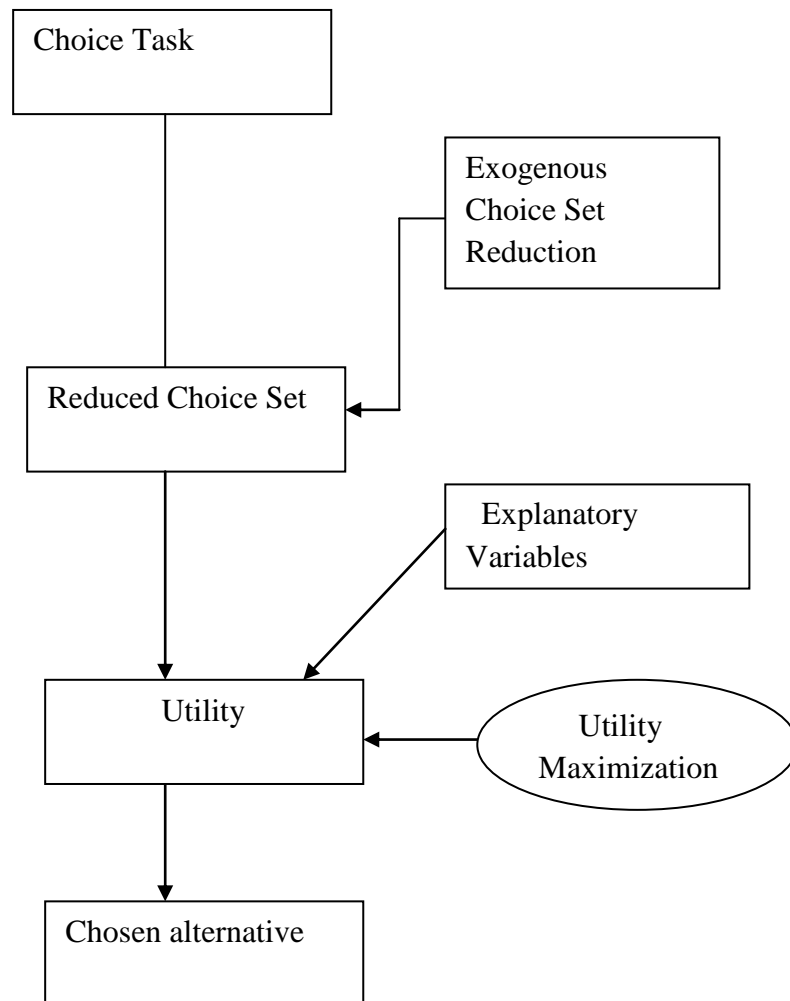 Choice Task
Exogenous
Choice Set
Reduction
Reduced Choice Set
Explanatory
Variables
Utility
Utility
Maximization
Chosen alternative